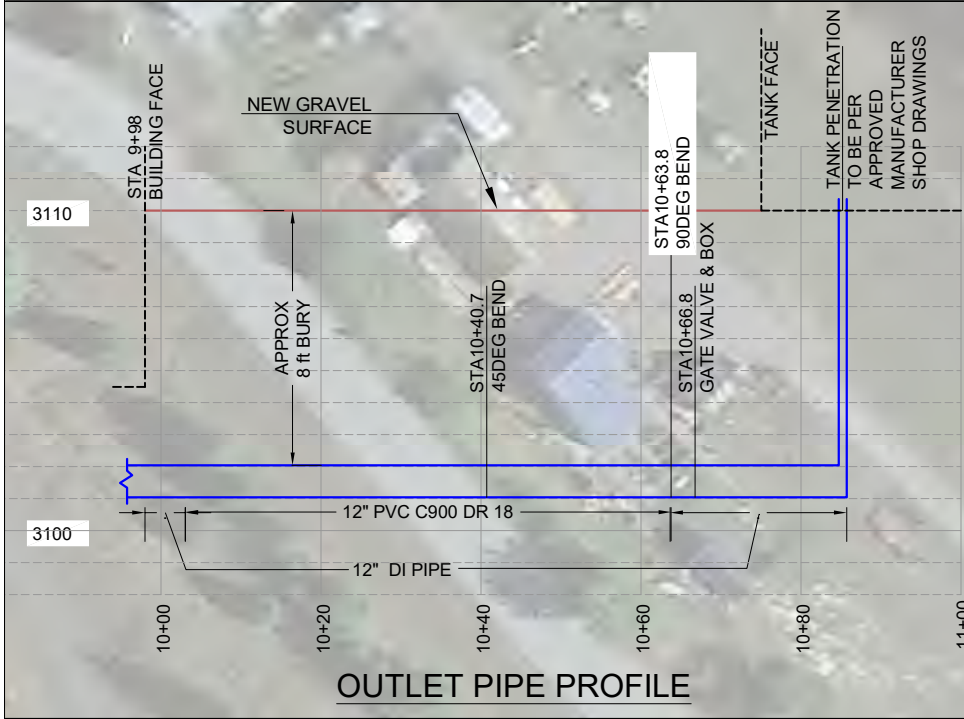 STA 9+98
BUILDING FACE
NEW GRAVEL
SURFACE
STA10+63.8
90DEG BEND
TANK FACE
TANK PENETRATION
TO BE PER
APPROVED
MANUFACTURER
SHOP DRAWINGS
3110
APPROX
8 ft BURY
STA10+40.7
45DEG BEND
STA10+66.8
GATE VALVE & BOX
12" PVC C900 DR 18
3100
12" DI PIPE
10+00
10+20
10+40
10+60
10+80
11+00
OUTLET PIPE PROFILE